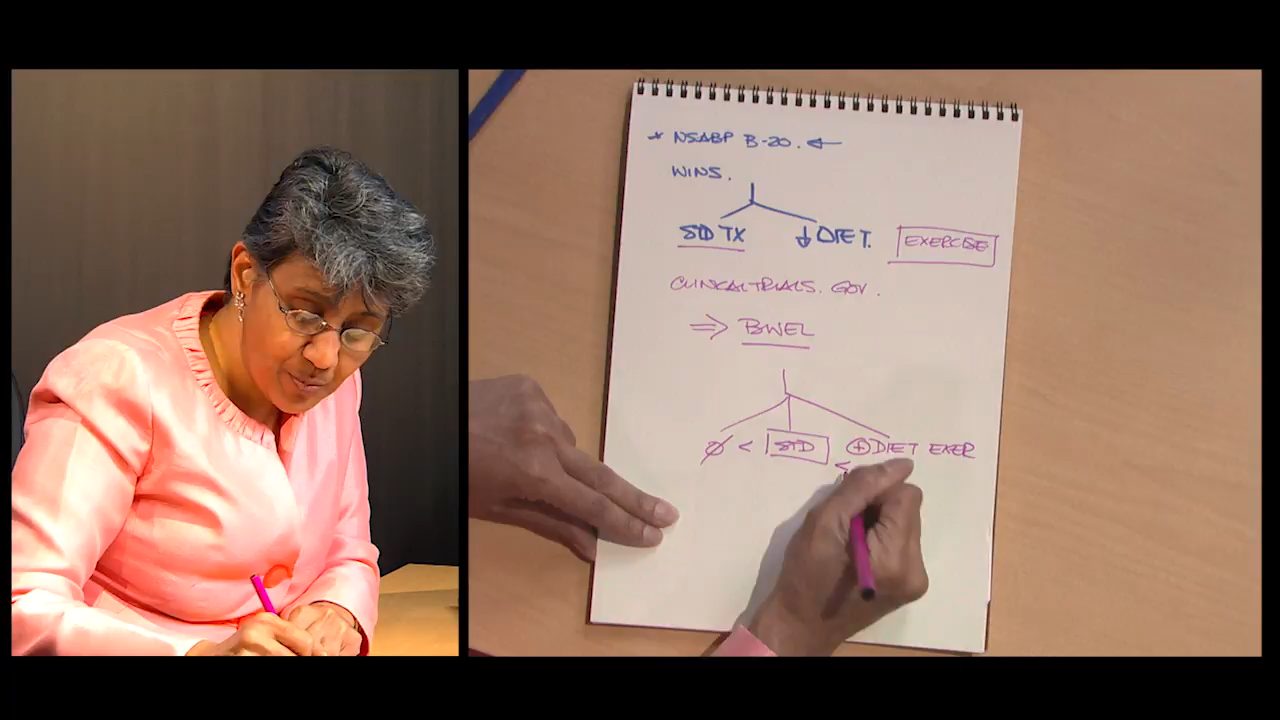 * NSABP B-20. ←
WINS.
STD TX ↓ DIET. EXERCISE
CLINICALTRIALS.GOV.
⇒ BWEL
Ø < STD < ⊕ DIET EXER